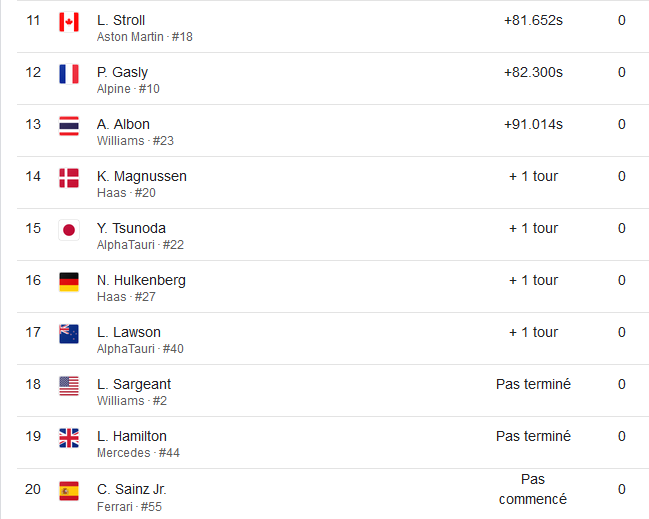 11 L. Stroll +81.652s 0
Aston Martin · #18
12 P. Gasly +82.300s 0
Alpine · #10
13 A. Albon +91.014s 0
Williams · #23
14 K. Magnussen + 1 tour 0
Haas · #20
15 Y. Tsunoda + 1 tour 0
AlphaTauri · #22
16 N. Hulkenberg + 1 tour 0
Haas · #27
17 L. Lawson + 1 tour 0
AlphaTauri · #40
18 L. Sargeant Pas terminé 0
Williams · #2
19 L. Hamilton Pas terminé 0
Mercedes · #44
20 C. Sainz Jr. Pas commencé 0
Ferrari · #55